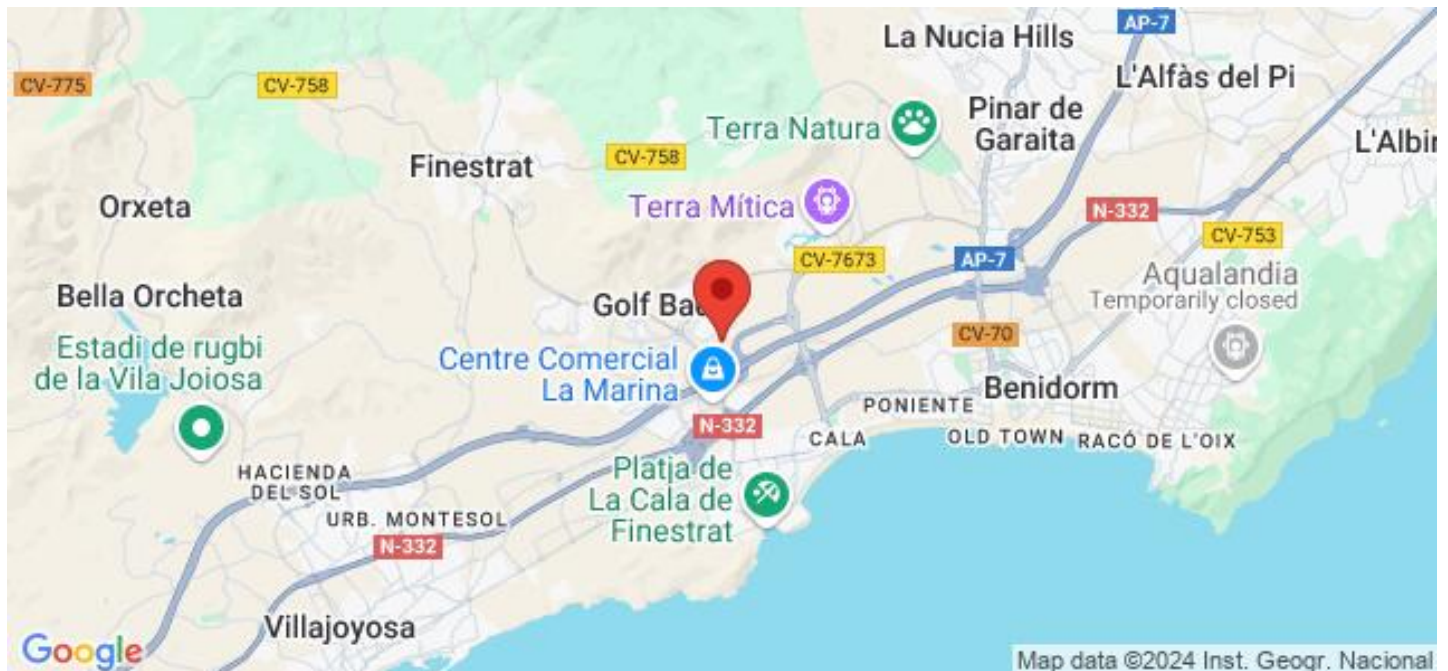 La Nucia Hills
AP-7
CV-775
CV-758
L'Alfàs del Pi
Terra Natura
Pinar de
Garaita
L'Albir
Finestrat
CV-758
Orxeta
Terra Mítica
N-332
CV-753
CV-7673
AP-7
Aqualandia
Temporarily closed
Bella Orcheta
Golf Ba
Estadi de rugbi
de la Vila Joiosa
Centre Comercial
La Marina
CV-70
Benidorm
PONIENTE
N-332
CALA
OLD TOWN
RACÓ DE L'OIX
HACIENDA
DEL SOL
Platja de
La Cala de
Finestrat
URB. MONTESOL
N-332
Villajoyosa
Google
Map data ©2024 Inst. Geogr. Nacional